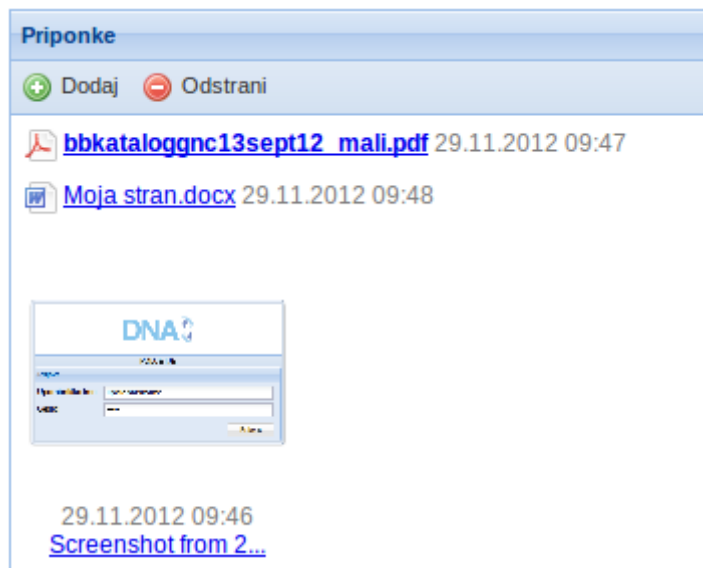 Priponke
Dodaj Odstrani
bbkataloggnc13sept12_mali.pdf 29.11.2012 09:47
Moja stran.docx 29.11.2012 09:48
DNA
29.11.2012 09:46
Screenshot from 2...